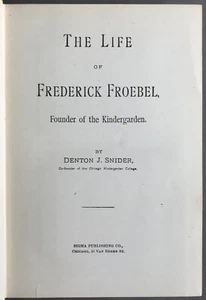 THE LIFE
OF
FREDERICK FROEBEL,
Founder of the Kindergarden.
BY
DENTON J. SNIDER,
Co-founder of the Chicago Kindergarten College.
SIGMA PUBLISHING CO.,
CHICAGO, 10 VAN BUREN ST.